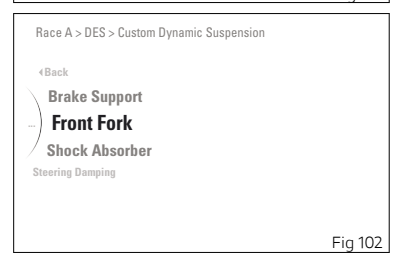 Race A > DES > Custom Dynamic Suspension
Back
Brake Support
Front Fork
Shock Absorber
Steering Damping
Fig 102